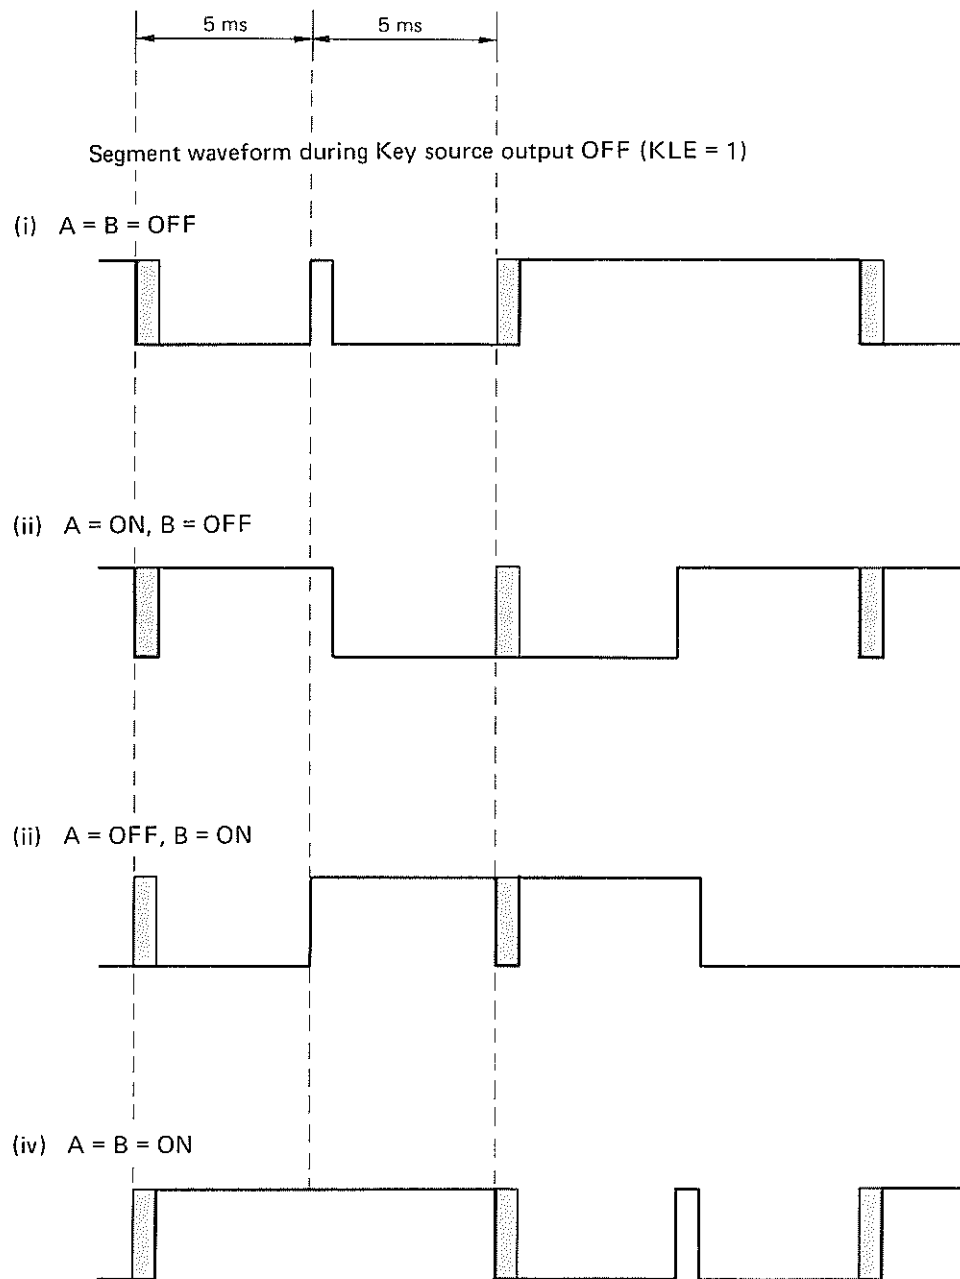 5 ms 5 ms
Segment waveform during Key source output OFF (KLE = 1)
(i) A = B = OFF
(ii) A = ON, B = OFF
(ii) A = OFF, B = ON
(iv) A = B = ON